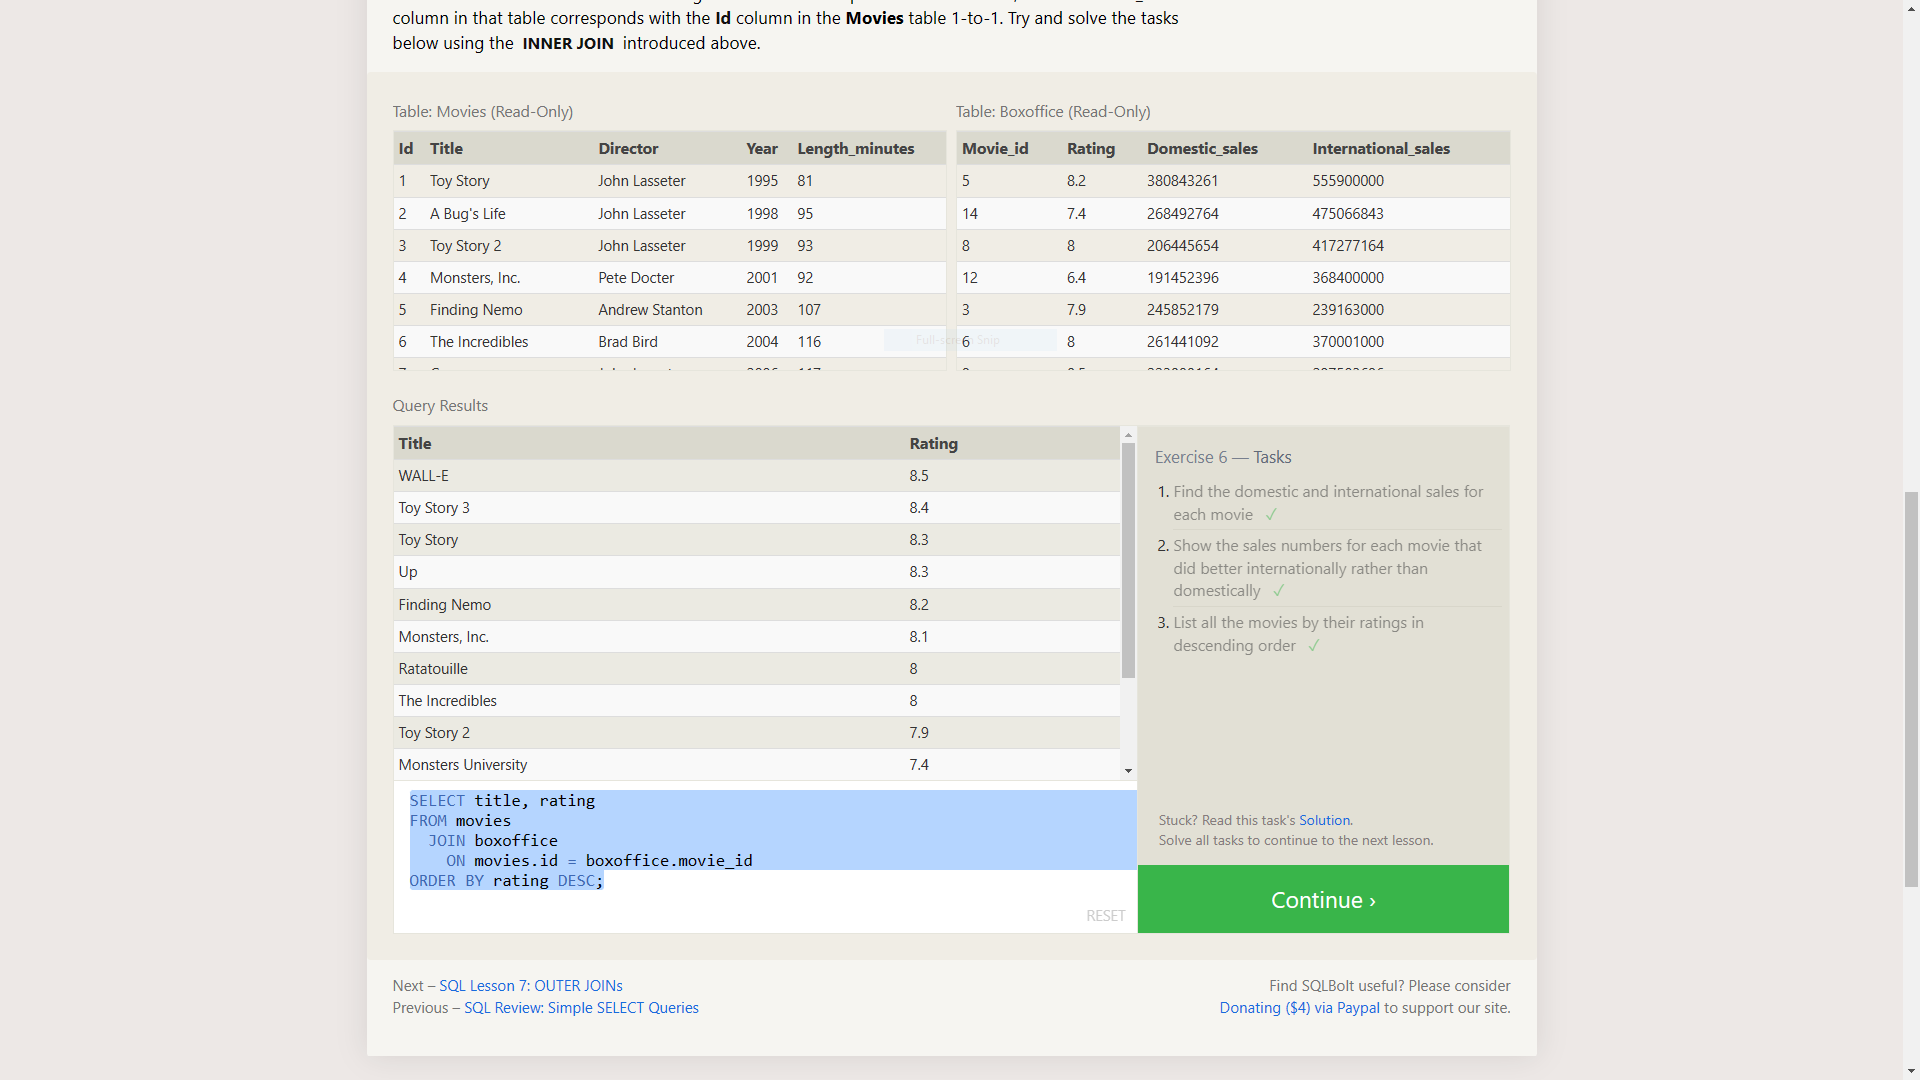 column in that table corresponds with the Id column in the Movies table 1-to-1. Try and solve the tasks
below using the INNER JOIN introduced above.
Table: Movies (Read-Only)
Id Title Director Year Length_minutes
1 Toy Story John Lasseter 1995 81
2 A Bug's Life John Lasseter 1998 95
3 Toy Story 2 John Lasseter 1999 93
4 Monsters, Inc. Pete Docter 2001 92
5 Finding Nemo Andrew Stanton 2003 107
6 The Incredibles Brad Bird 2004 116
Table: Boxoffice (Read-Only)
Movie_id Rating Domestic_sales International_sales
5 8.2 380843261 555900000
14 7.4 268492764 475066843
8 8 206445654 417277164
12 6.4 191452396 368400000
3 7.9 245852179 239163000
6 8 261441092 370001000
Full-screen Snip
Query Results
Title Rating
WALL-E 8.5
Toy Story 3 8.4
Toy Story 8.3
Up 8.3
Finding Nemo 8.2
Monsters, Inc. 8.1
Ratatouille 8
The Incredibles 8
Toy Story 2 7.9
Monsters University 7.4
SELECT title, rating
FROM movies
JOIN boxoffice
ON movies.id = boxoffice.movie_id
ORDER BY rating DESC;
RESET
Exercise 6 — Tasks
1. Find the domestic and international sales for
each movie ✓
2. Show the sales numbers for each movie that
did better internationally rather than
domestically ✓
3. List all the movies by their ratings in
descending order ✓
Stuck? Read this task's Solution.
Solve all tasks to continue to the next lesson.
Continue ›
Next – SQL Lesson 7: OUTER JOINs
Previous – SQL Review: Simple SELECT Queries
Find SQLBolt useful? Please consider
Donating ($4) via Paypal to support our site.